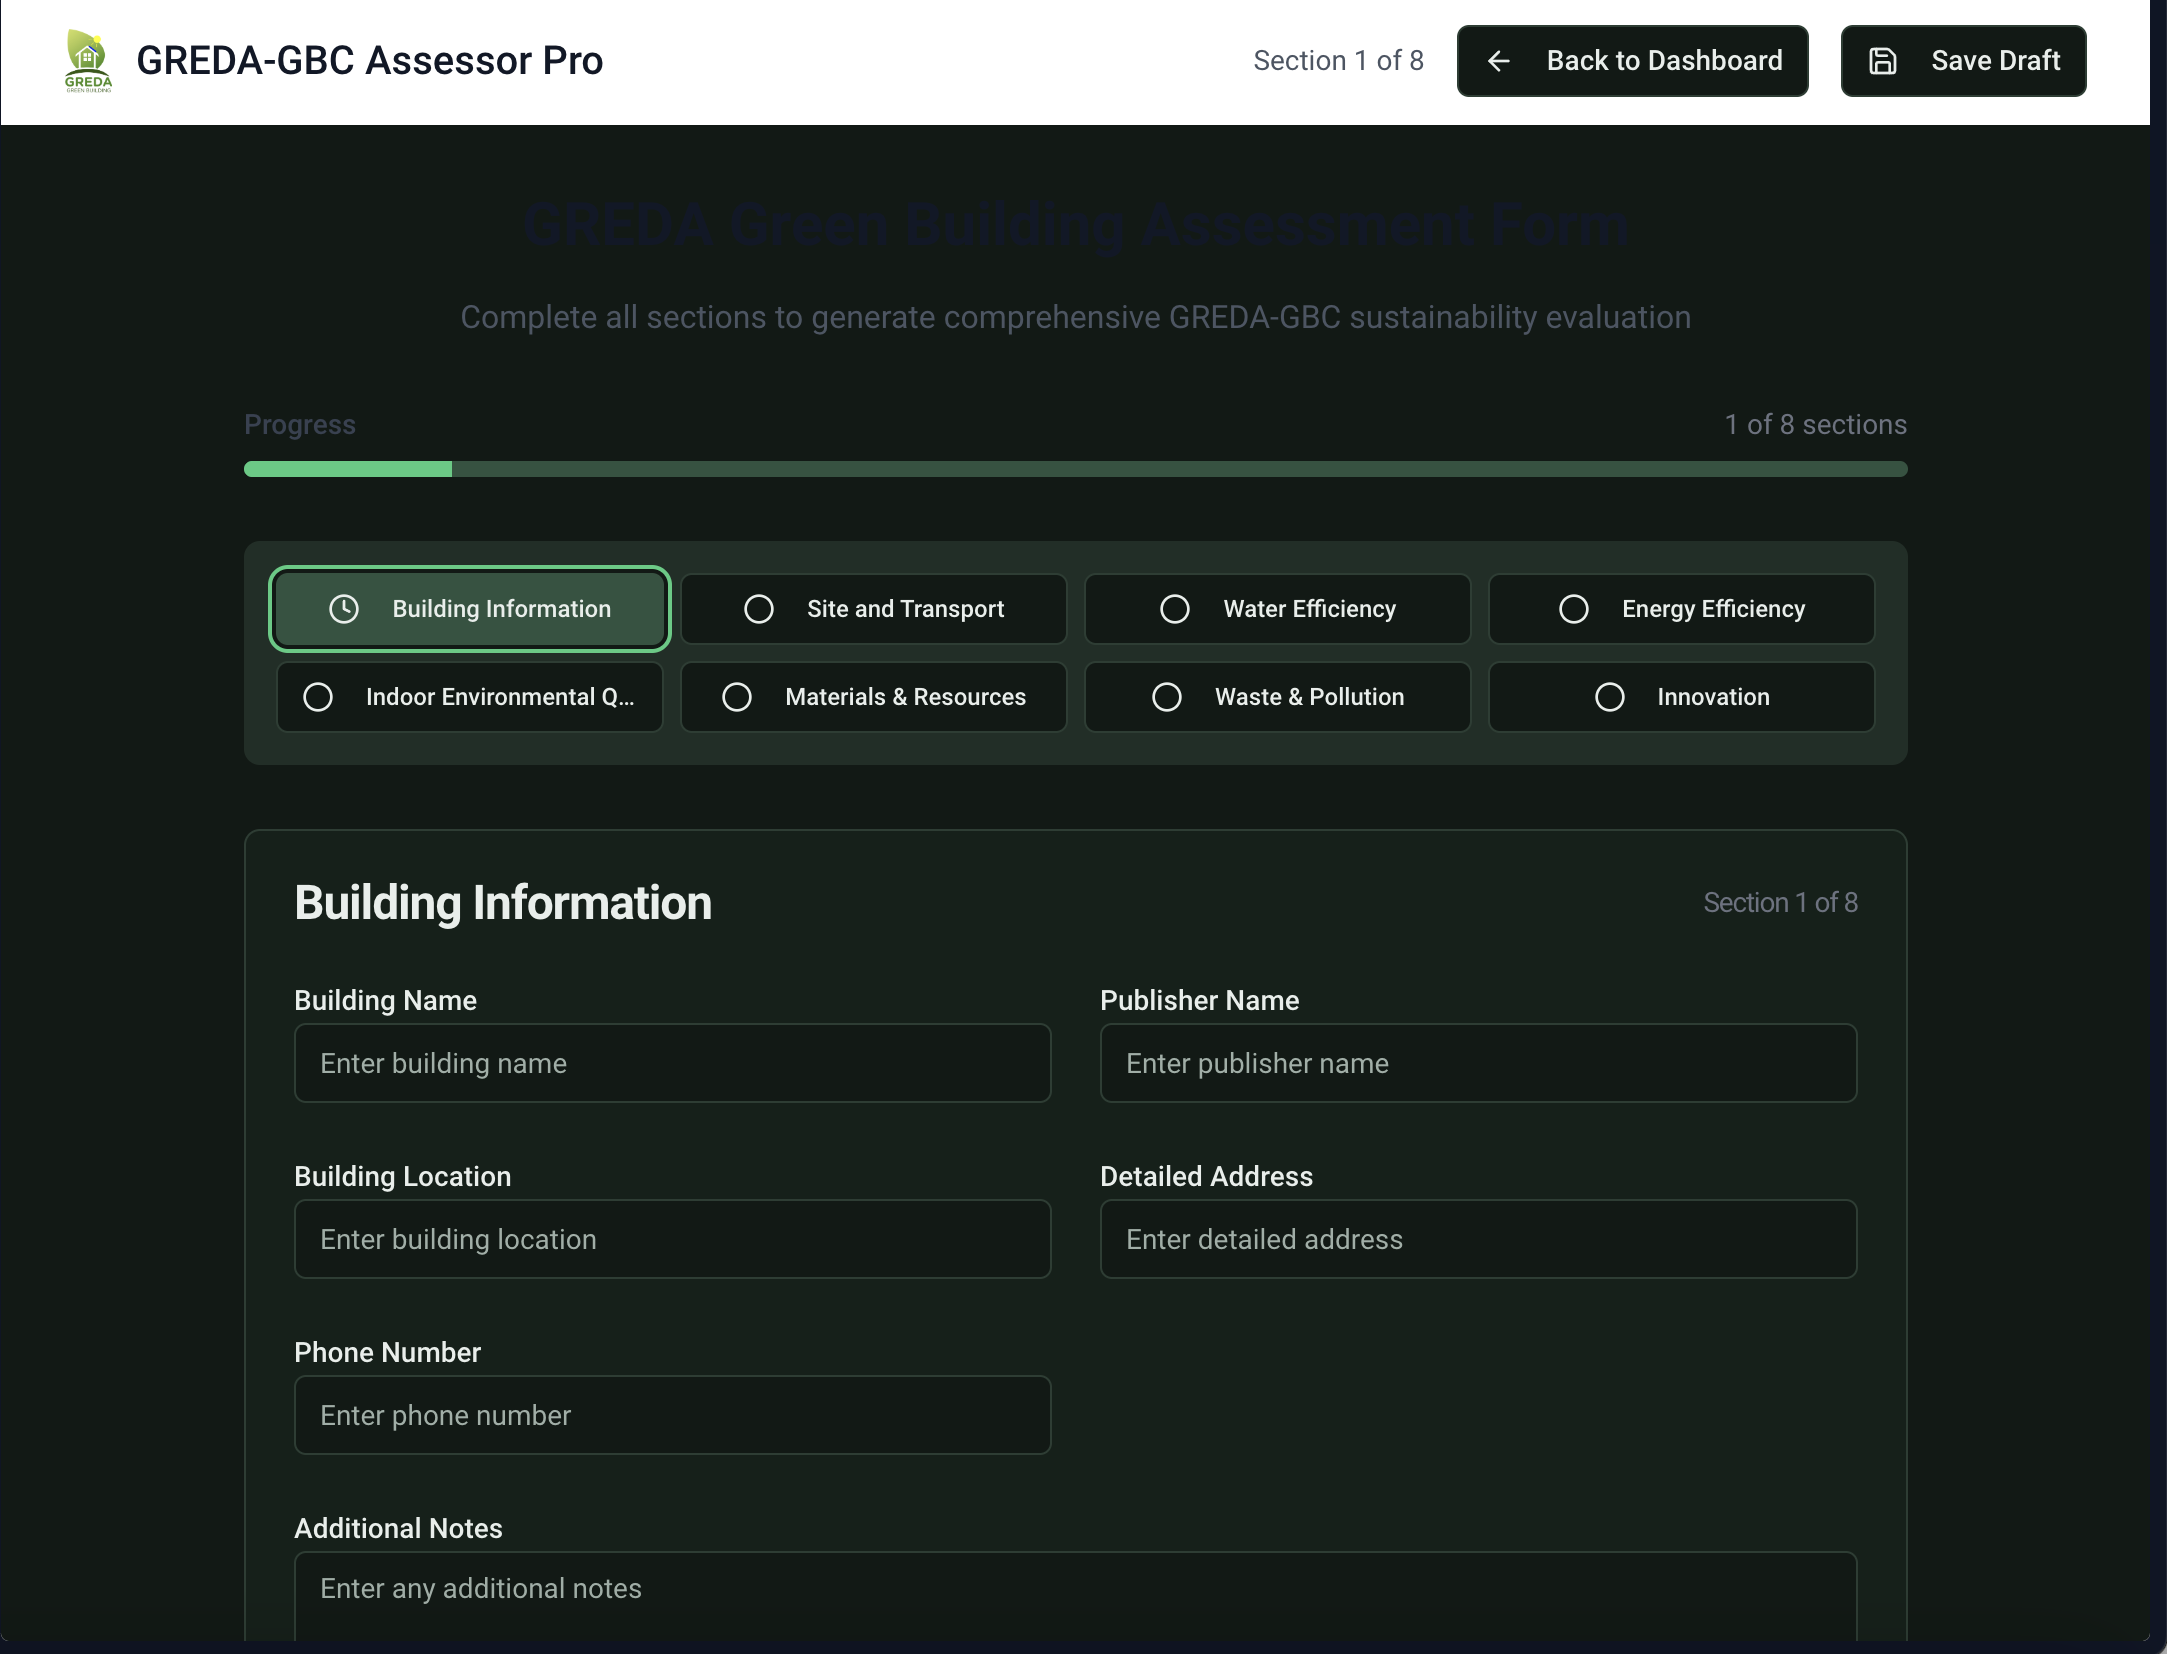 GREDA
GREEN BUILDING
GREDA-GBC Assessor Pro
Section 1 of 8
Back to Dashboard
Save Draft
GREDA Green Building Assessment Form
Complete all sections to generate comprehensive GREDA-GBC sustainability evaluation
Progress
1 of 8 sections
Building Information
Site and Transport
Water Efficiency
Energy Efficiency
Indoor Environmental Q...
Materials & Resources
Waste & Pollution
Innovation
Building Information
Section 1 of 8
Building Name
Publisher Name
Enter building name
Enter publisher name
Building Location
Detailed Address
Enter building location
Enter detailed address
Phone Number
Enter phone number
Additional Notes
Enter any additional notes